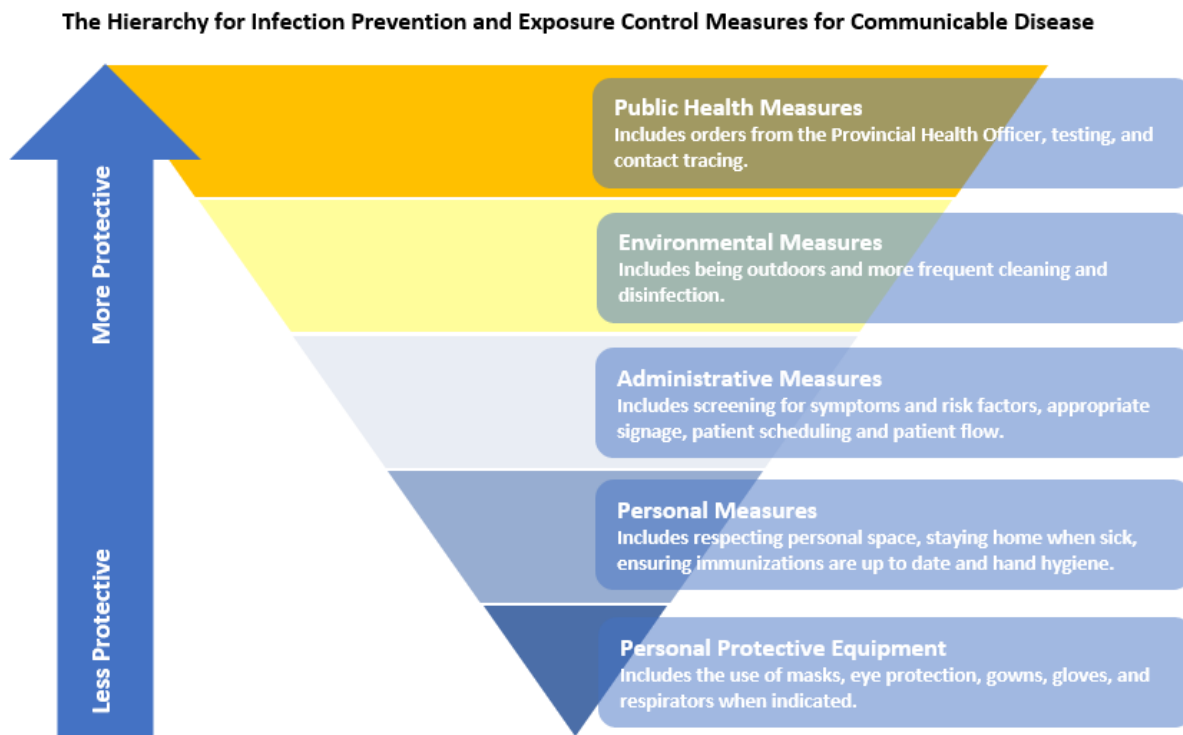 The Hierarchy for Infection Prevention and Exposure Control Measures for Communicable Disease
More Protective
Less Protective
Public Health Measures
Includes orders from the Provincial Health Officer, testing, and
contact tracing.
Environmental Measures
Includes being outdoors and more frequent cleaning and
disinfection.
Administrative Measures
Includes screening for symptoms and risk factors, appropriate
signage, patient scheduling and patient flow.
Personal Measures
Includes respecting personal space, staying home when sick,
ensuring immunizations are up to date and hand hygiene.
Personal Protective Equipment
Includes the use of masks, eye protection, gowns, gloves, and
respirators when indicated.